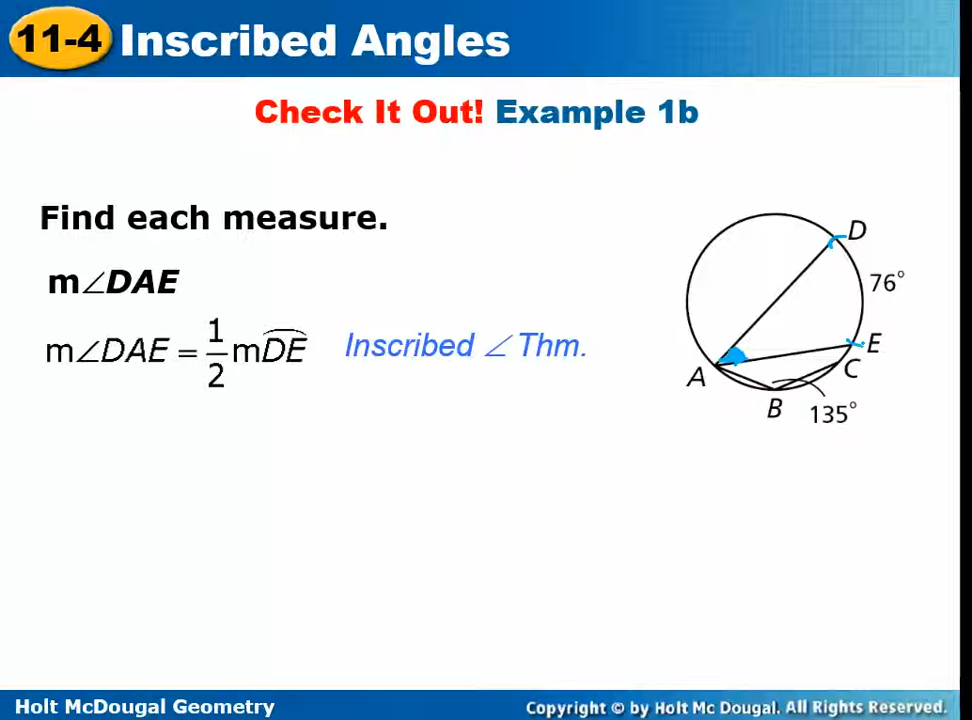 11-4 Inscribed Angles
Check It Out! Example 1b
Find each measure.
m∠DAE
m∠DAE = 1/2 mDE Inscribed ∠ Thm.
D
76°
E
A
C
B
135°
Holt McDougal Geometry
Copyright © by Holt Mc Dougal. All Rights Reserved.